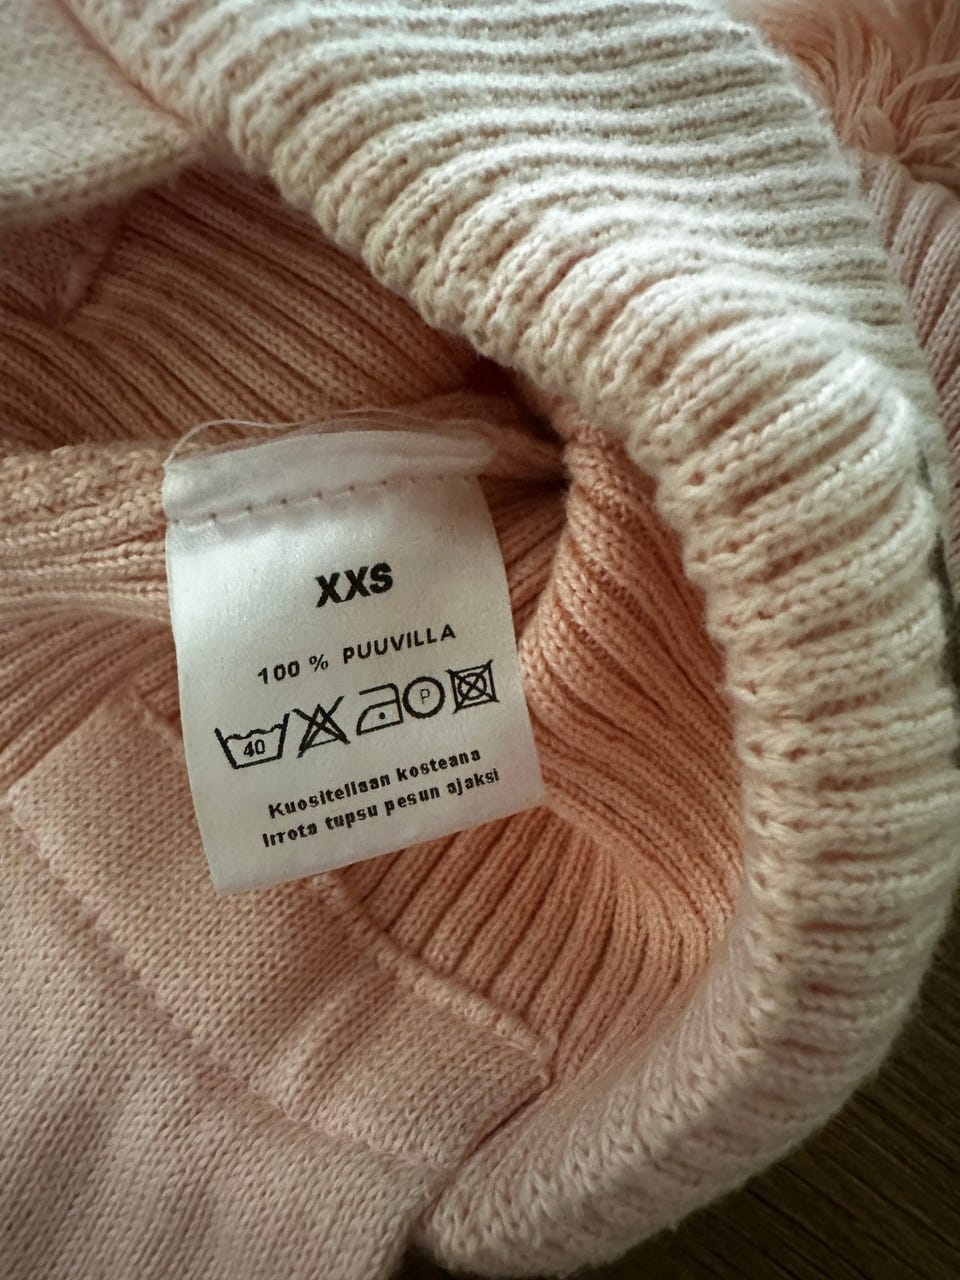 XXS
100 % PUUVILLA
40 P
Kuositellaan kosteana
Irrota tupsu pesun ajaksi